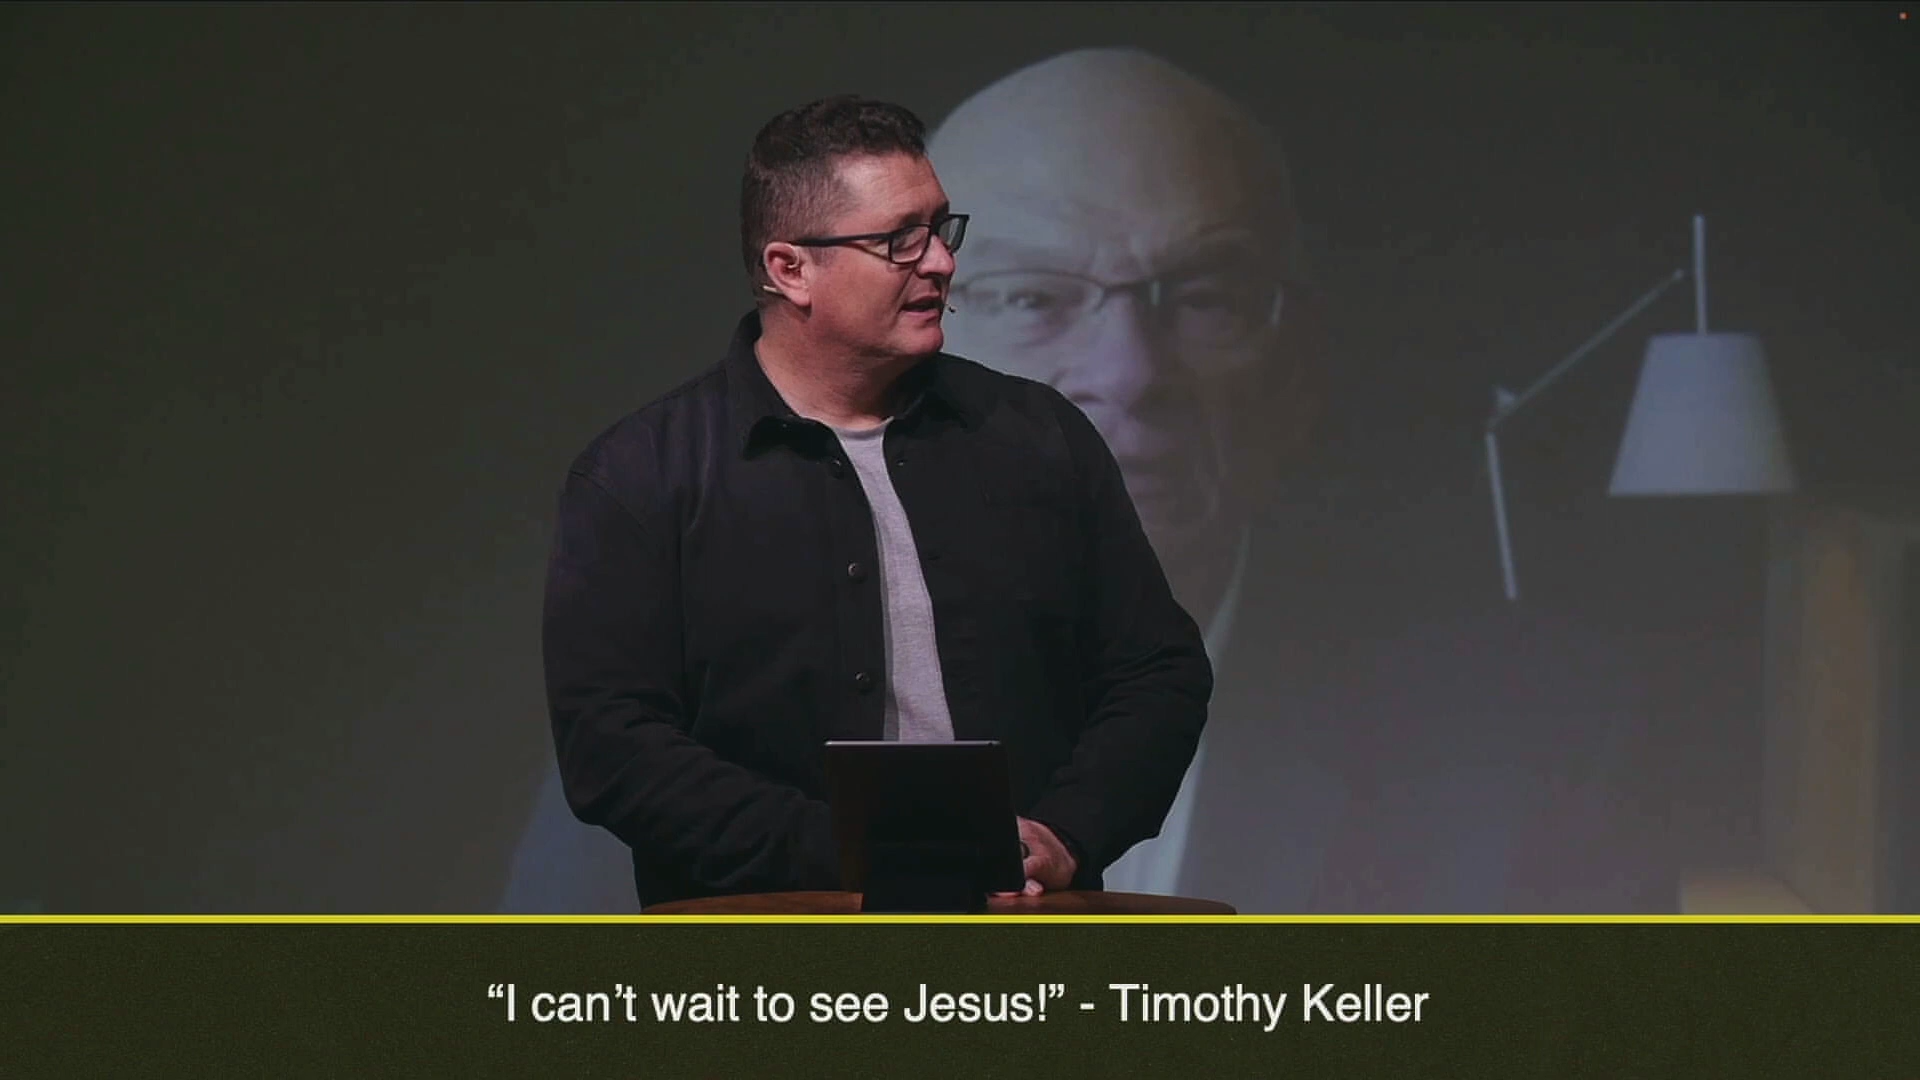 “I can’t wait to see Jesus!” - Timothy Keller